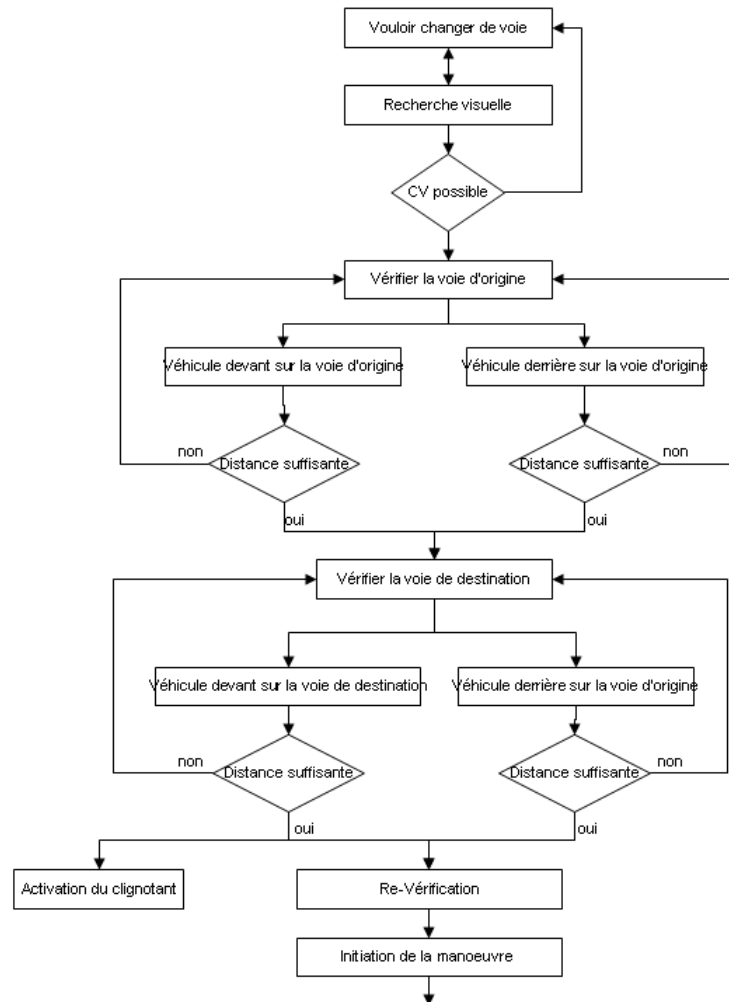 Vouloir changer de voie
Recherche visuelle
CV possible
Vérifier la voie d'origine
Véhicule devant sur la voie d'origine
Véhicule derrière sur la voie d'origine
non
Distance suffisante
Distance suffisante
non
oui
oui
Vérifier la voie de destination
Véhicule devant sur la voie de destination
Véhicule derrière sur la voie d'origine
non
Distance suffisante
Distance suffisante
non
oui
oui
Activation du clignotant
Re-Vérification
Initiation de la manoeuvre